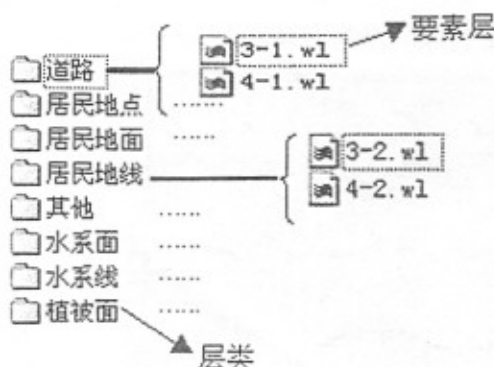 要素层
3-1.wl
道路
4-1.wl
居民地点 ......
居民地面 ......
3-2.wl
居民地线
4-2.wl
其他 ......
水系面 ......
水系线 ......
植被面 ......
层类